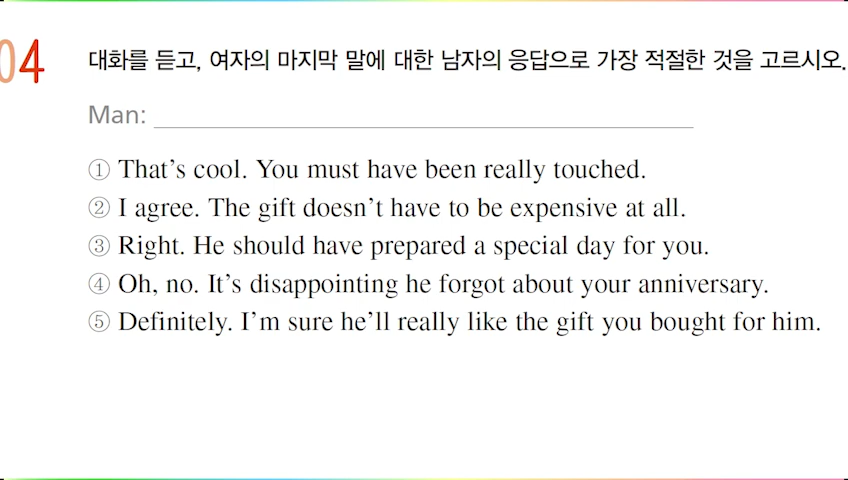 04 대화를 듣고, 여자의 마지막 말에 대한 남자의 응답으로 가장 적절한 것을 고르시오.
Man:
① That's cool. You must have been really touched.
② I agree. The gift doesn't have to be expensive at all.
③ Right. He should have prepared a special day for you.
④ Oh, no. It's disappointing he forgot about your anniversary.
⑤ Definitely. I'm sure he'll really like the gift you bought for him.